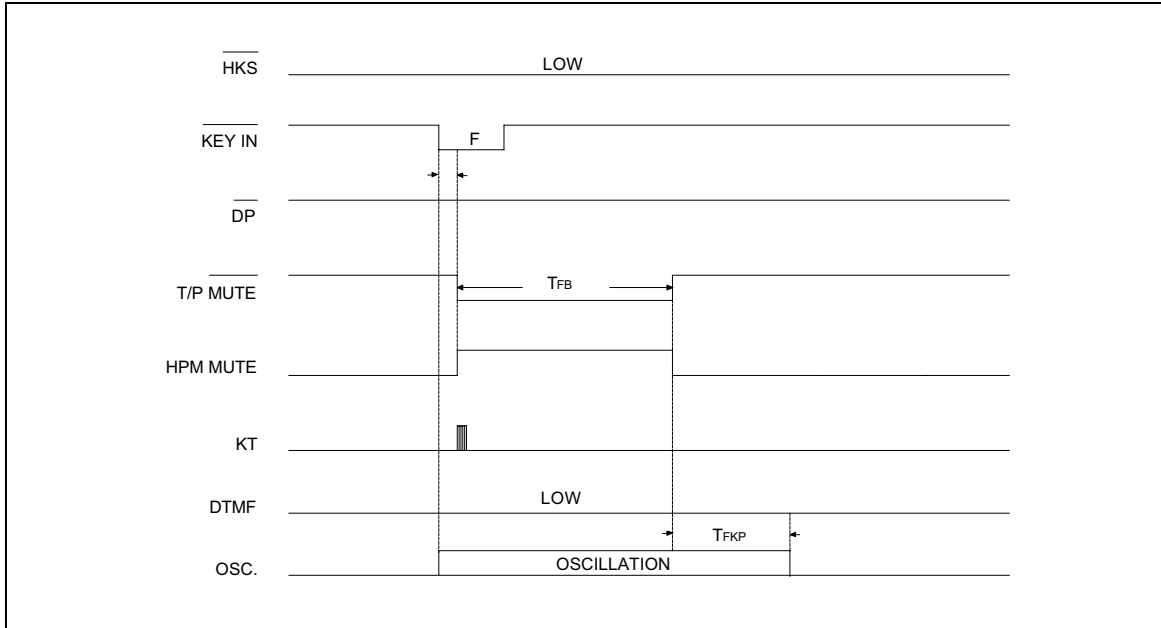 HKS
LOW
KEY IN
F
DP
T/P MUTE
TFB
HPM MUTE
KT
DTMF
LOW
TFKP
OSC.
OSCILLATION